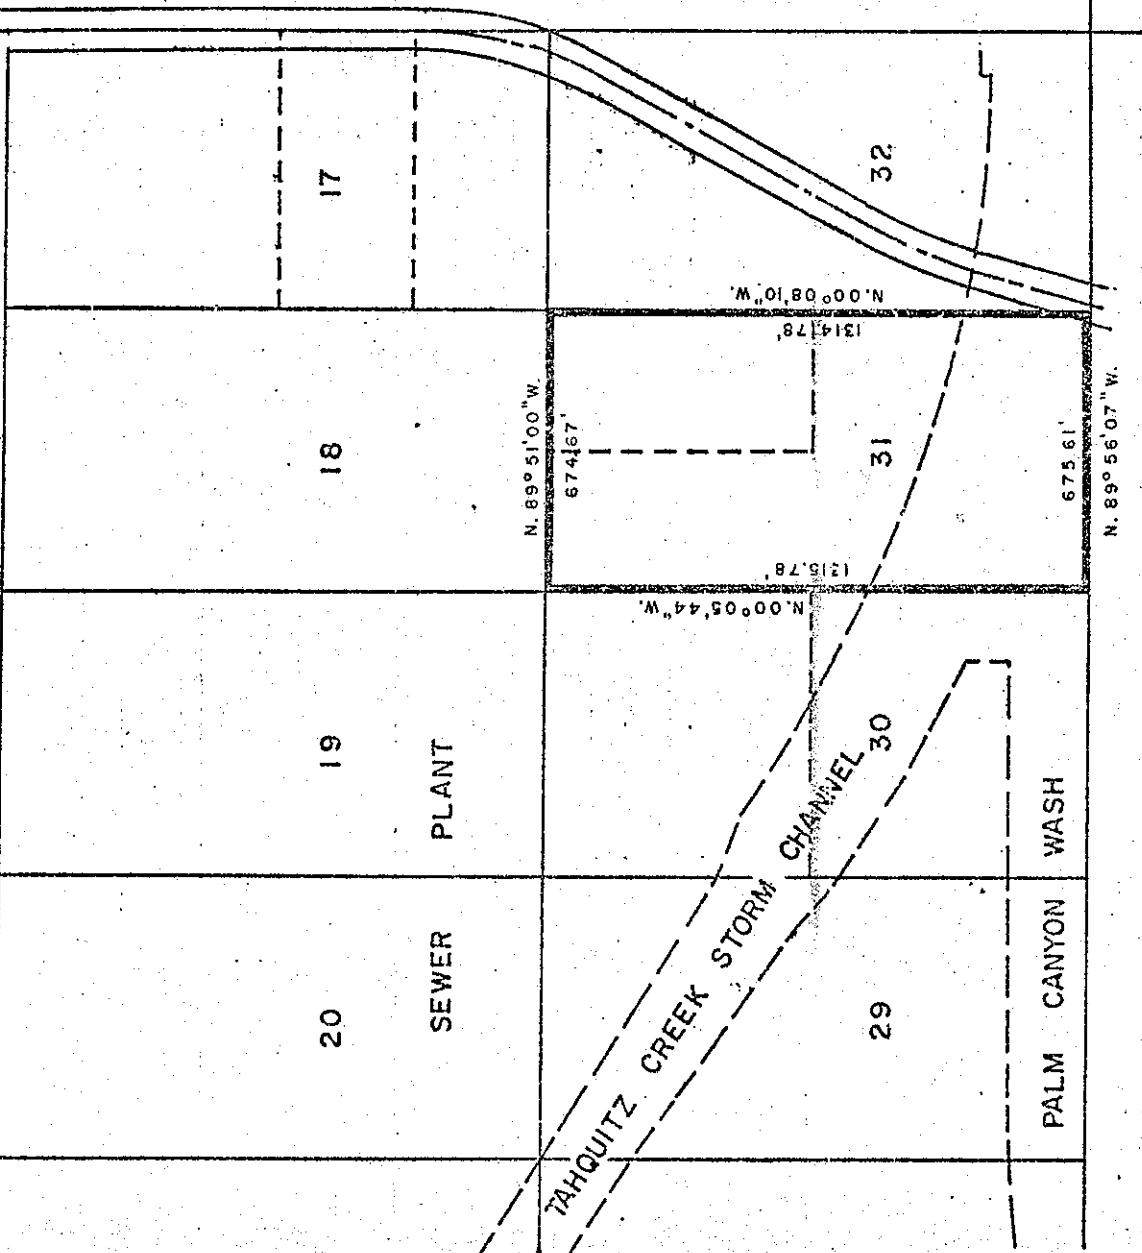 17
32
N.00°08'10"W.
1314.78'
N. 89° 51'00" W.
674.67'
18
31
675 61'
N. 89° 56'07" W.
1315.78'
N.00°05'44"W.
19
SEWER PLANT
30
20
TAHQUITZ CREEK STORM CHANNEL
29
PALM CANYON WASH